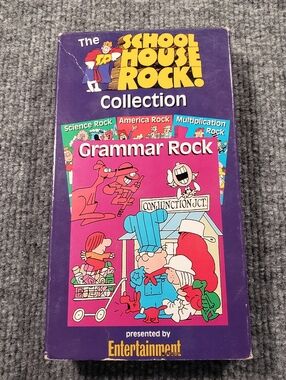 The
SCHOOL
HOUSE
ROCK!
Collection
Science Rock
America Rock
Multiplication
Rock
Grammar Rock
CONJUNCTION JCT.
presented by
Entertainment